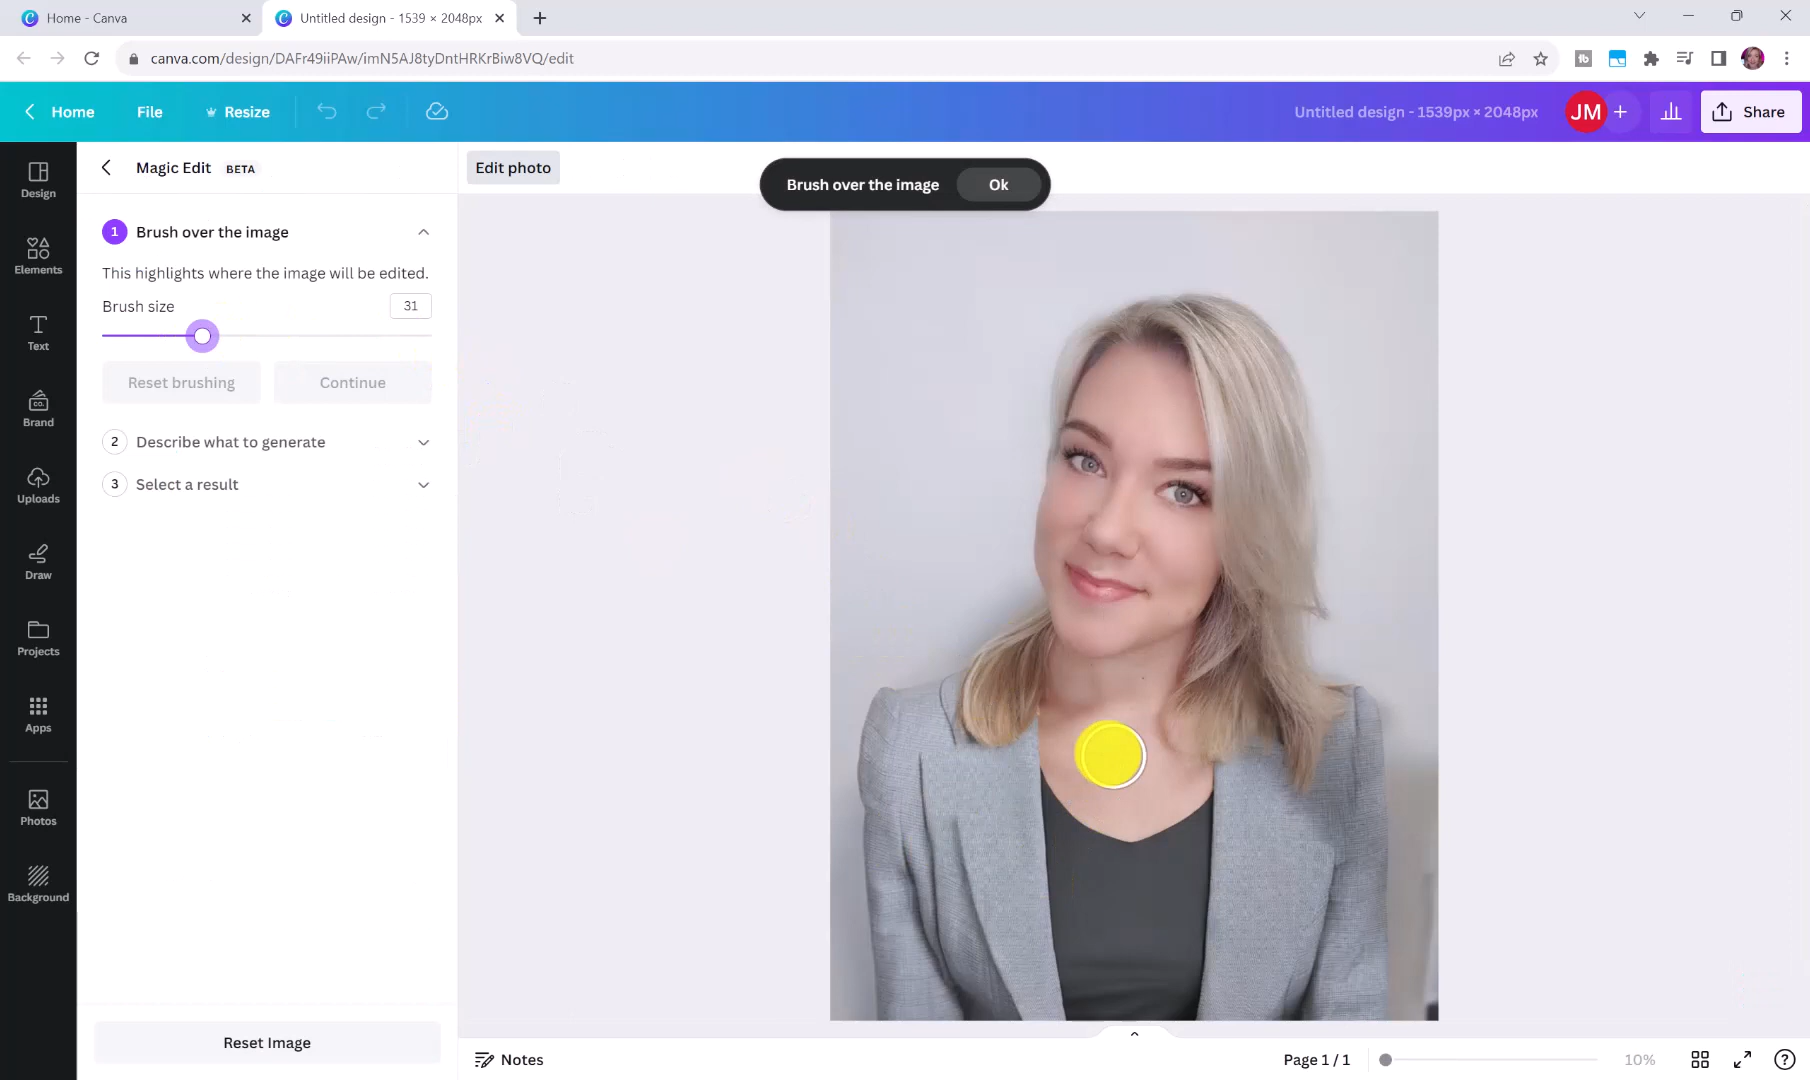 Home - Canva
Untitled design - 1539 × 2048px
canva.com/design/DAFr49iiPAw/imN5AJ8tyDntHRKrBiw8VQ/edit
Home
File
Resize
Untitled design - 1539px × 2048px
JM
Share
Design
Elements
Text
Brand
CO.
Uploads
Draw
Projects
Apps
Photos
Background
Magic Edit BETA
1 Brush over the image
This highlights where the image will be edited.
Brush size 31
Reset brushing Continue
2 Describe what to generate
3 Select a result
Reset Image
Edit photo
Brush over the image Ok
Notes
Page 1 / 1
10%